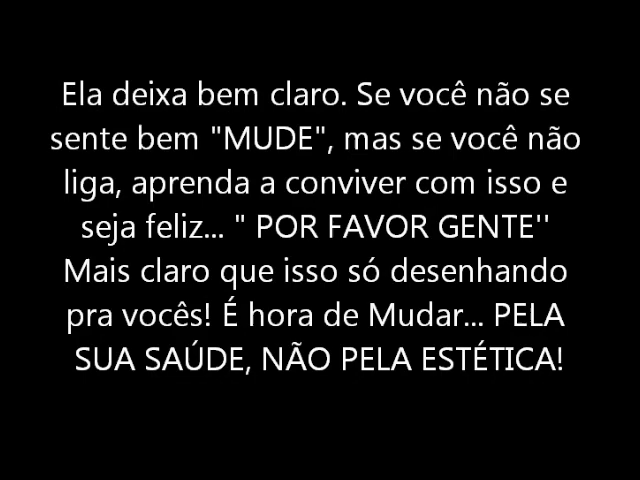 Ela deixa bem claro. Se você não se
sente bem "MUDE", mas se você não
liga, aprenda a conviver com isso e
seja feliz... " POR FAVOR GENTE''
Mais claro que isso só desenhando
pra vocês! É hora de Mudar... PELA
SUA SAÚDE, NÃO PELA ESTÉTICA!